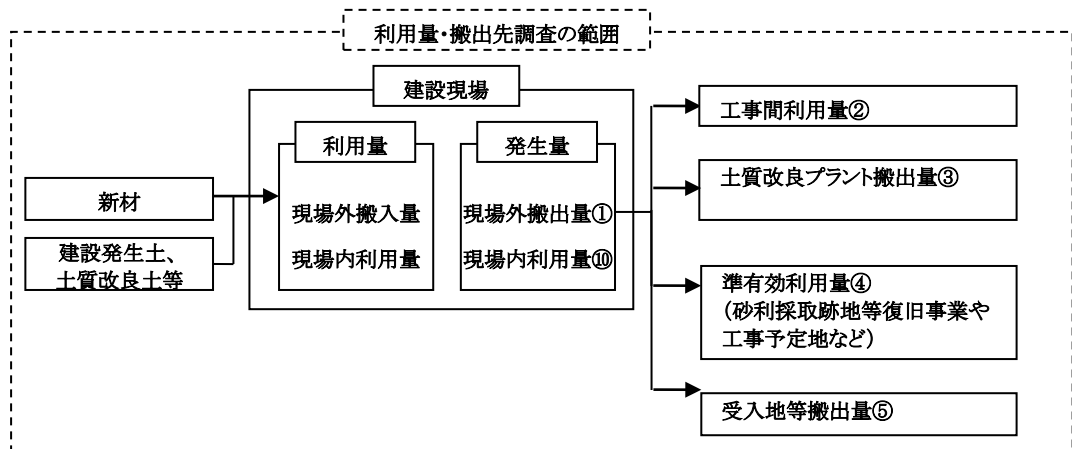 利用量・搬出先調査の範囲
建設現場
利用量
発生量
新材
建設発生土、
土質改良土等
現場外搬入量
現場内利用量
現場外搬出量①
現場内利用量⑩
工事間利用量②
土質改良プラント搬出量③
準有効利用量④
（砂利採取跡地等復旧事業や
工事予定地など）
受入地等搬出量⑤